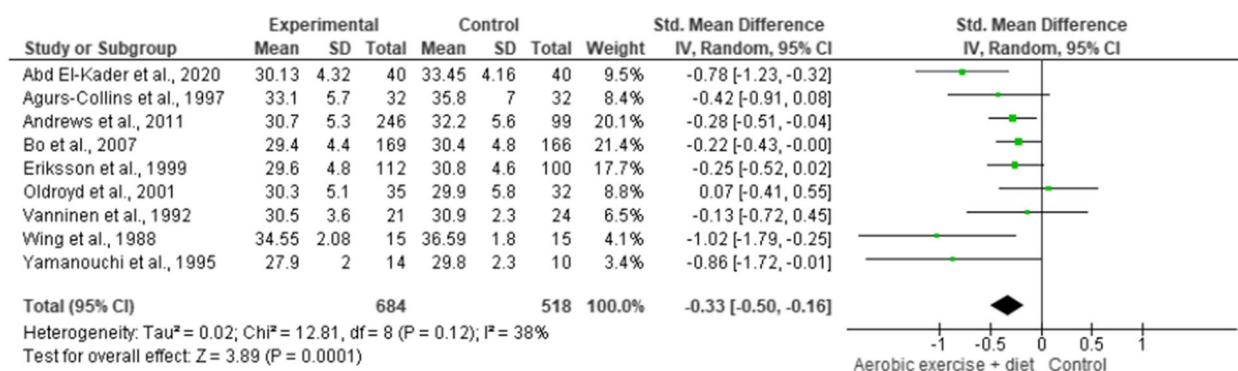 Experimental Control Std. Mean Difference Std. Mean Difference
Study or Subgroup Mean SD Total Mean SD Total Weight IV, Random, 95% CI IV, Random, 95% CI
Abd El-Kader et al., 2020 30.13 4.32 40 33.45 4.16 40 9.5% -0.78 [-1.23, -0.32]
Agurs-Collins et al., 1997 33.1 5.7 32 35.8 7 32 8.4% -0.42 [-0.91, 0.08]
Andrews et al., 2011 30.7 5.3 246 32.2 5.6 99 20.1% -0.28 [-0.51, -0.04]
Bo et al., 2007 29.4 4.4 169 30.4 4.8 166 21.4% -0.22 [-0.43, -0.00]
Eriksson et al., 1999 29.6 4.8 112 30.8 4.6 100 17.7% -0.25 [-0.52, 0.02]
Oldroyd et al., 2001 30.3 5.1 35 29.9 5.8 32 8.8% 0.07 [-0.41, 0.55]
Vanninen et al., 1992 30.5 3.6 21 30.9 2.3 24 6.5% -0.13 [-0.72, 0.45]
Wing et al., 1988 34.55 2.08 15 36.59 1.8 15 4.1% -1.02 [-1.79, -0.25]
Yamanouchi et al., 1995 27.9 2 14 29.8 2.3 10 3.4% -0.86 [-1.72, -0.01]
Total (95% CI) 684 518 100.0% -0.33 [-0.50, -0.16]
Heterogeneity: Tau² = 0.02; Chi² = 12.81, df = 8 (P = 0.12); I² = 38%
Test for overall effect: Z = 3.89 (P = 0.0001)
-1 -0.5 0 0.5 1
Aerobic exercise + diet Control